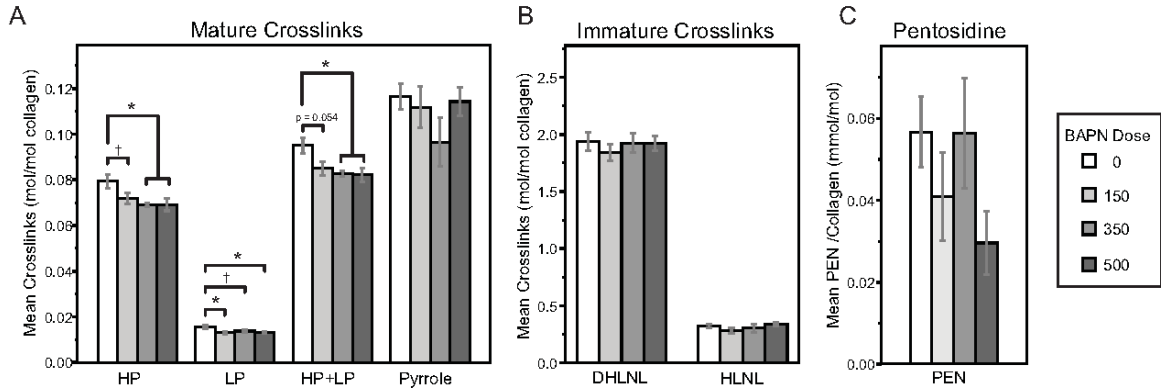 A
Mature Crosslinks
Mean Crosslinks (mol/mol collagen)
0.12
0.10
0.08
0.06
0.04
0.02
0.00
*
†
*
†
*
*
p = 0.054
HP
LP
HP+LP
Pyrrole
B
Immature Crosslinks
Mean Crosslinks (mol/mol collagen)
2.5
2.0
1.5
1.0
0.5
0.0
DHLNL
HLNL
C
Pentosidine
Mean PEN /Collagen (mmol/mol)
0.06
0.04
0.02
0.00
PEN
BAPN Dose
0
150
350
500